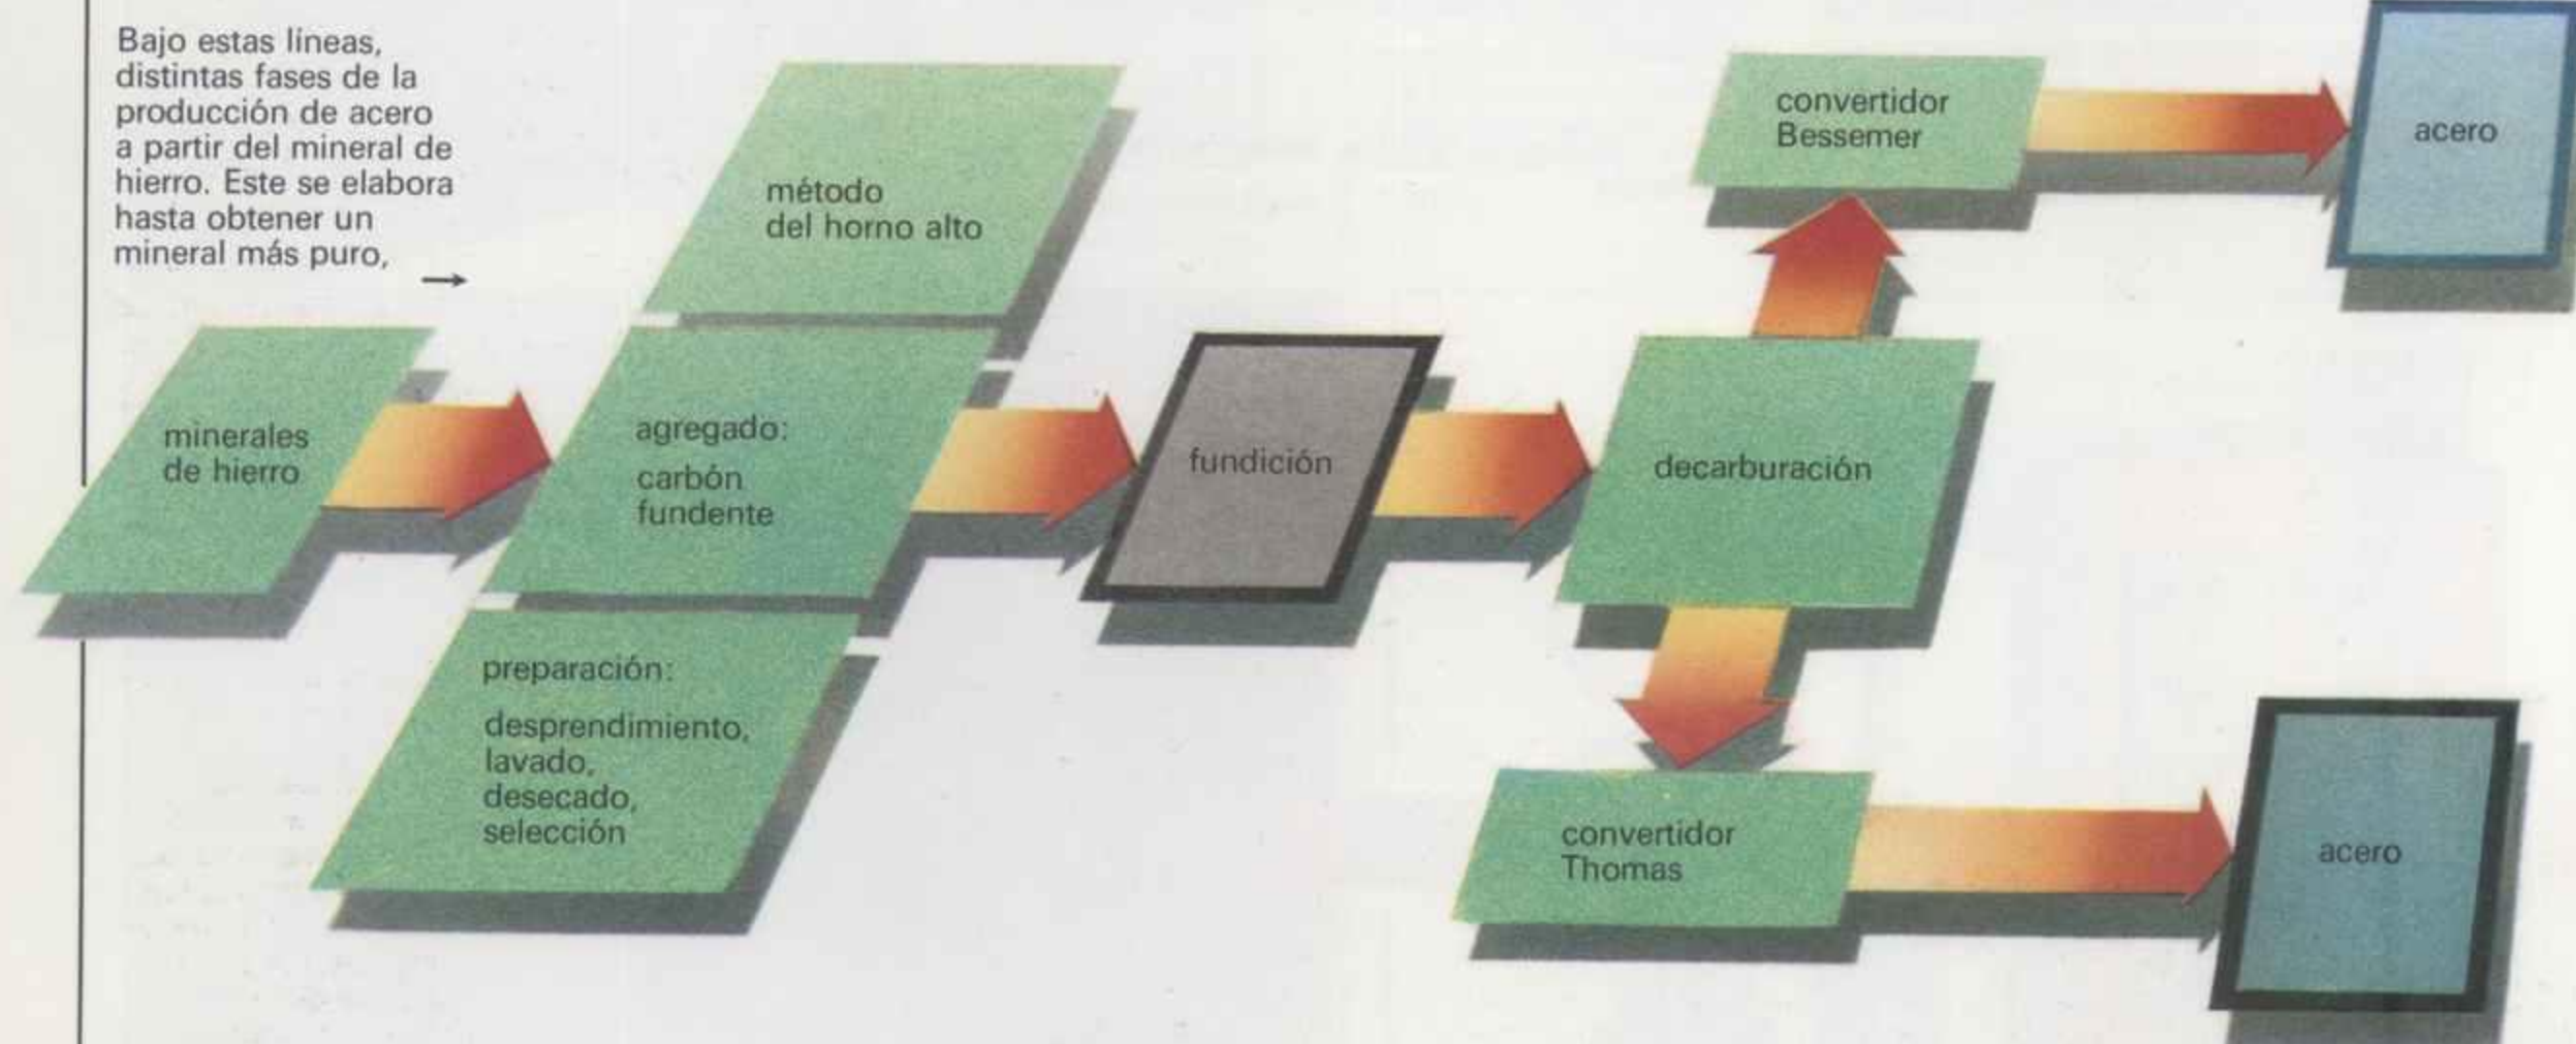 Bajo estas líneas,
distintas fases de la
producción de acero
a partir del mineral de
hierro. Este se elabora
hasta obtener un
mineral más puro,
→
minerales
de hierro
método
del horno alto
agregado:
carbón
fundente
preparación:
desprendimiento,
lavado,
desecado,
selección
fundición
decarburación
convertidor
Bessemer
acero
convertidor
Thomas
acero